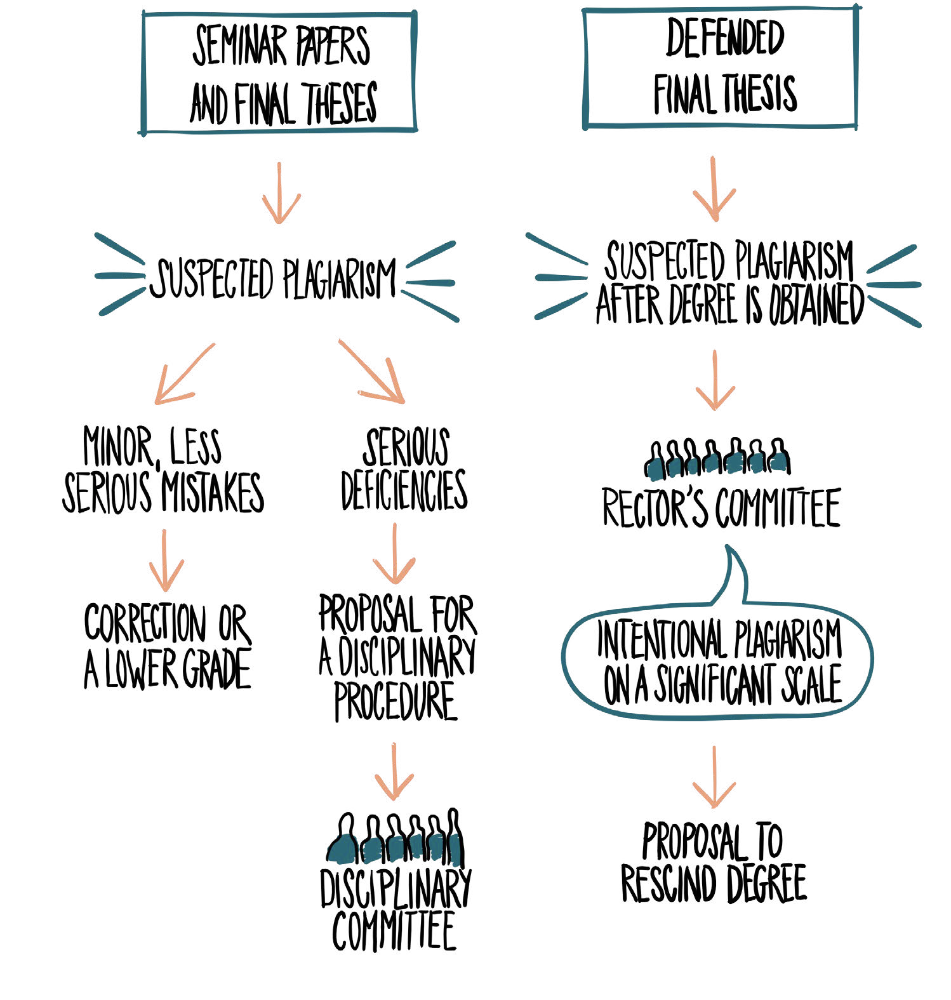 SEMINAR PAPERS
AND FINAL THESES
SUSPECTED PLAGIARISM
MINOR, LESS
SERIOUS MISTAKES
CORRECTION OR
A LOWER GRADE
SERIOUS
DEFICIENCIES
PROPOSAL FOR
A DISCIPLINARY
PROCEDURE
DISCIPLINARY
COMMITTEE
DEFENDED
FINAL THESIS
SUSPECTED PLAGIARISM
AFTER DEGREE IS OBTAINED
RECTOR'S COMMITTEE
INTENTIONAL PLAGIARISM
ON A SIGNIFICANT SCALE
PROPOSAL TO
RESCIND DEGREE